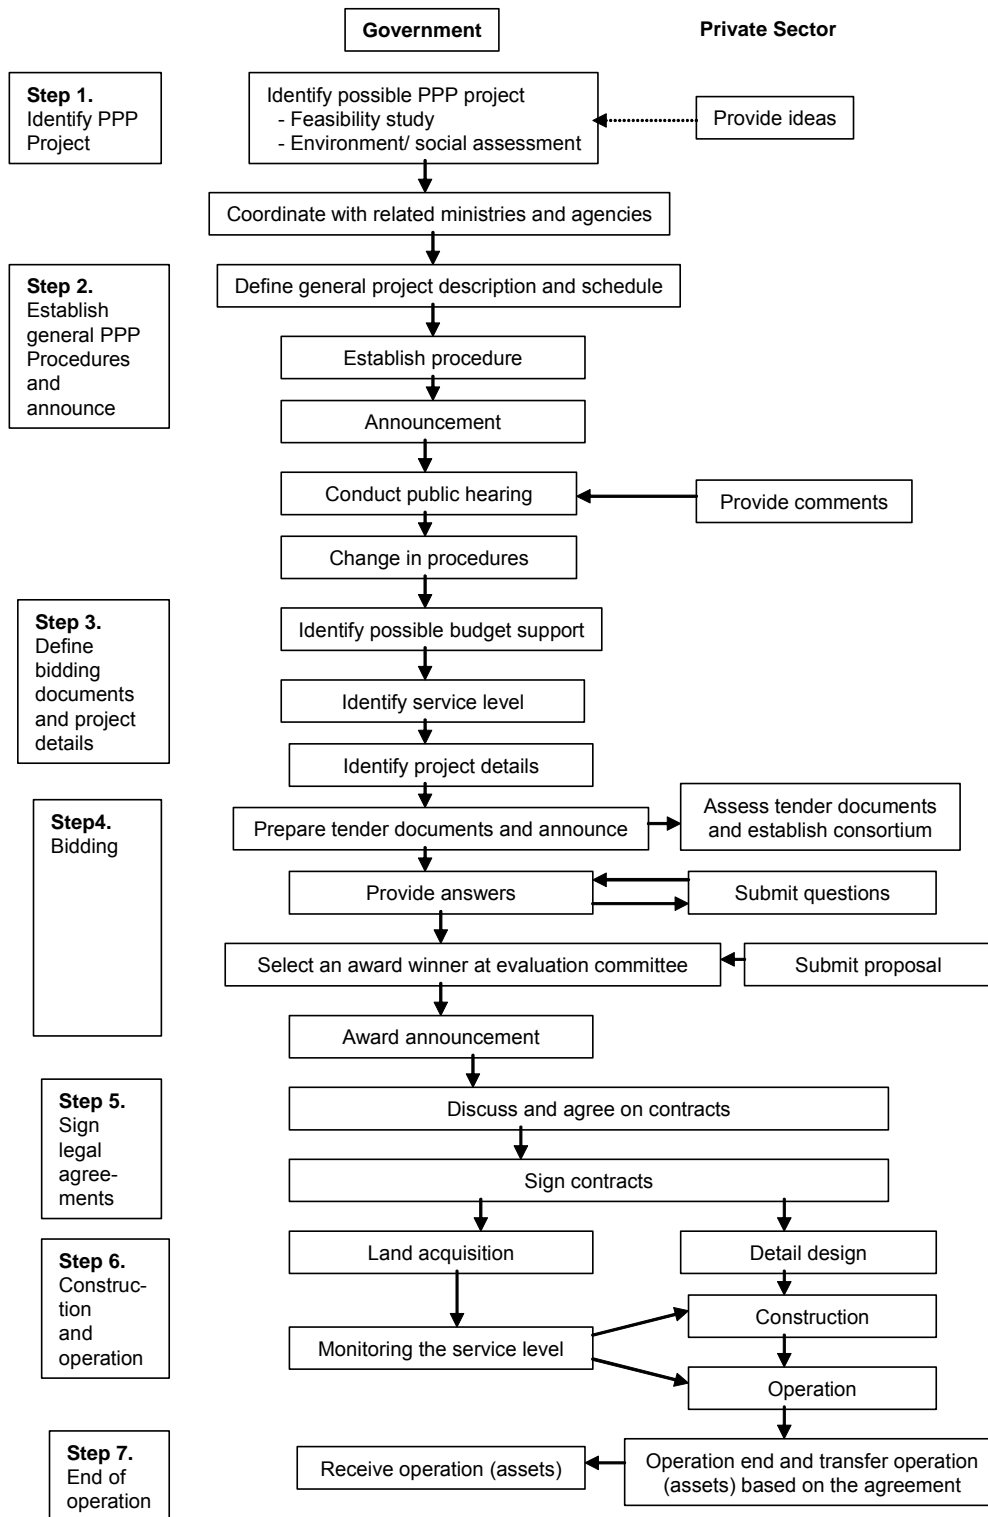 Government
Private Sector
Step 1.
Identify PPP
Project
Identify possible PPP project
- Feasibility study
- Environment/ social assessment
Provide ideas
Coordinate with related ministries and agencies
Step 2.
Establish
general PPP
Procedures
and
announce
Define general project description and schedule
Establish procedure
Announcement
Conduct public hearing
Provide comments
Change in procedures
Step 3.
Define
bidding
documents
and project
details
Identify possible budget support
Identify service level
Identify project details
Step4.
Bidding
Prepare tender documents and announce
Assess tender documents
and establish consortium
Provide answers
Submit questions
Select an award winner at evaluation committee
Submit proposal
Award announcement
Step 5.
Sign
legal
agree-
ments
Discuss and agree on contracts
Sign contracts
Step 6.
Construc-
tion
and
operation
Land acquisition
Detail design
Construction
Monitoring the service level
Operation
Step 7.
End of
operation
Receive operation (assets)
Operation end and transfer operation
(assets) based on the agreement